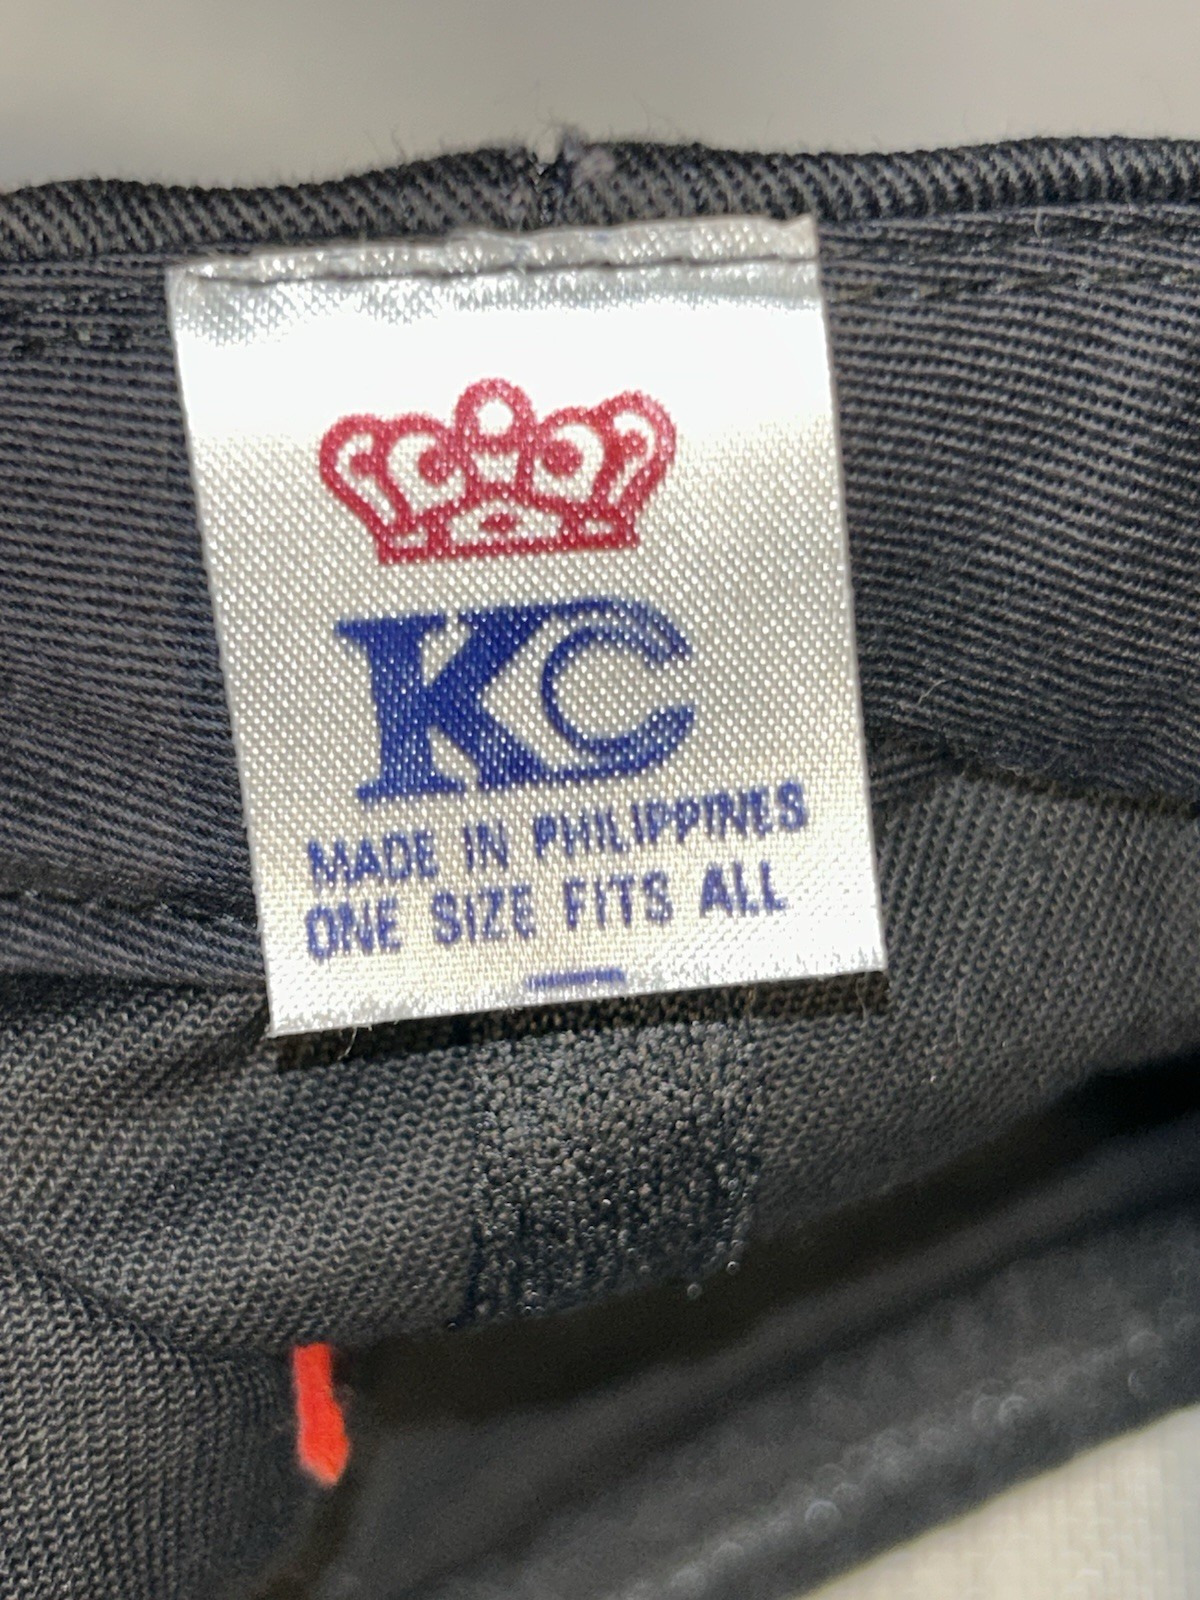 KC
MADE IN PHILIPPINES
ONE SIZE FITS ALL